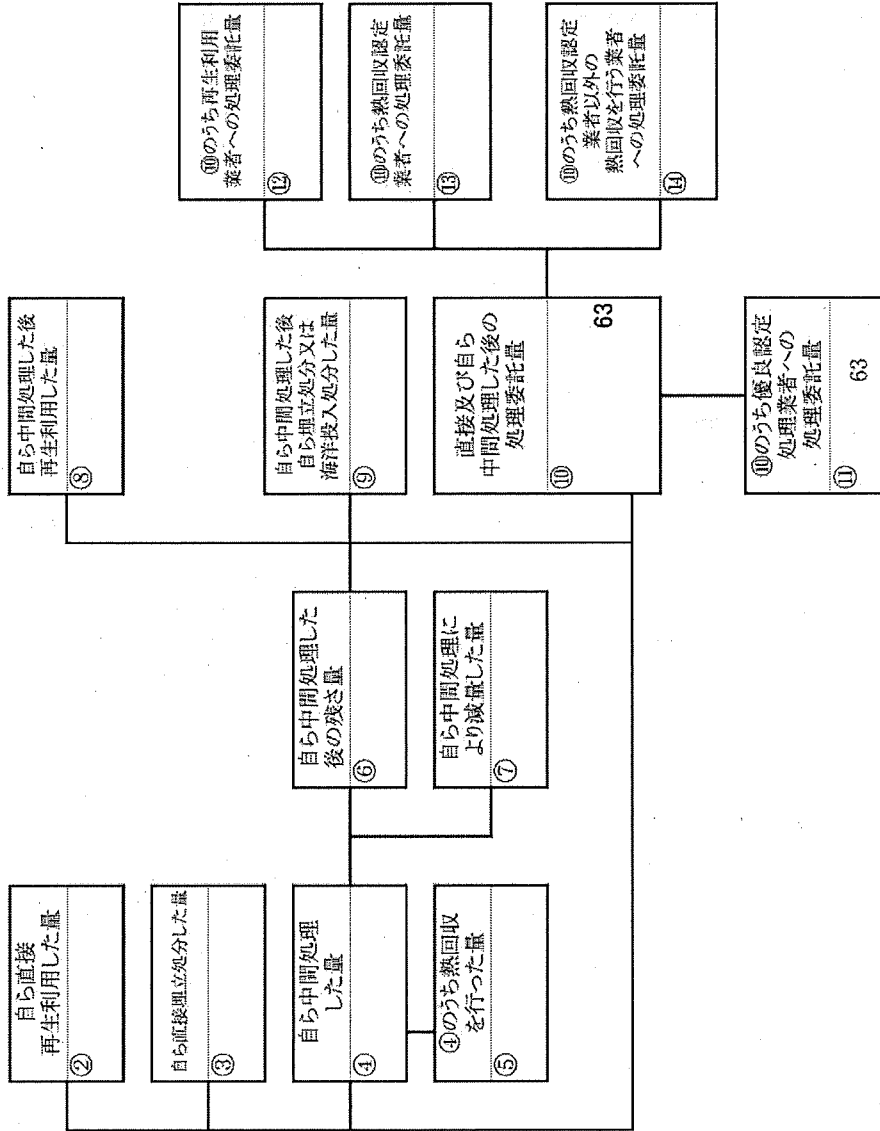 自ら直接
再生利用した量
②
自ら直接埋立処分した量
③
自ら中間処理
した量
④
④のうち熱回収
を行った量
⑤
自ら中間処理した
後の残さ量
⑥
自ら中間処理に
より減量した量
⑦
自ら中間処理した後
再生利用した量
⑧
自ら中間処理した後
自ら埋立処分又は
海洋投入処分した量
⑨
直接及び自ら
中間処理した後の
処理委託量
⑩
63
⑩のうち優良認定
処理業者への
処理委託量
⑪
63
⑩のうち再生利用
業者への処理委託量
⑫
⑩のうち熱回収認定
業者への処理委託量
⑬
⑩のうち熱回収認定
業者以外の
熱回収を行う業者
への処理委託量
⑭